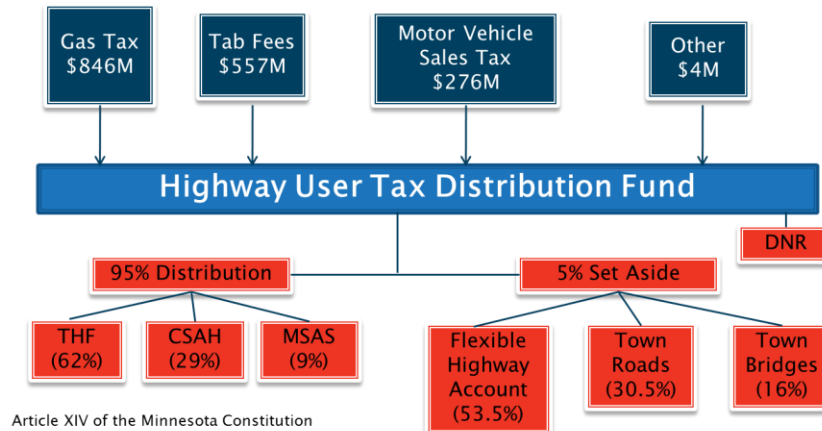 Gas Tax
$846M
Tab Fees
$557M
Motor Vehicle
Sales Tax
$276M
Other
$4M
Highway User Tax Distribution Fund
DNR
95% Distribution
5% Set Aside
THF
(62%)
CSAH
(29%)
MSAS
(9%)
Flexible
Highway
Account
(53.5%)
Town
Roads
(30.5%)
Town
Bridges
(16%)
Article XIV of the Minnesota Constitution